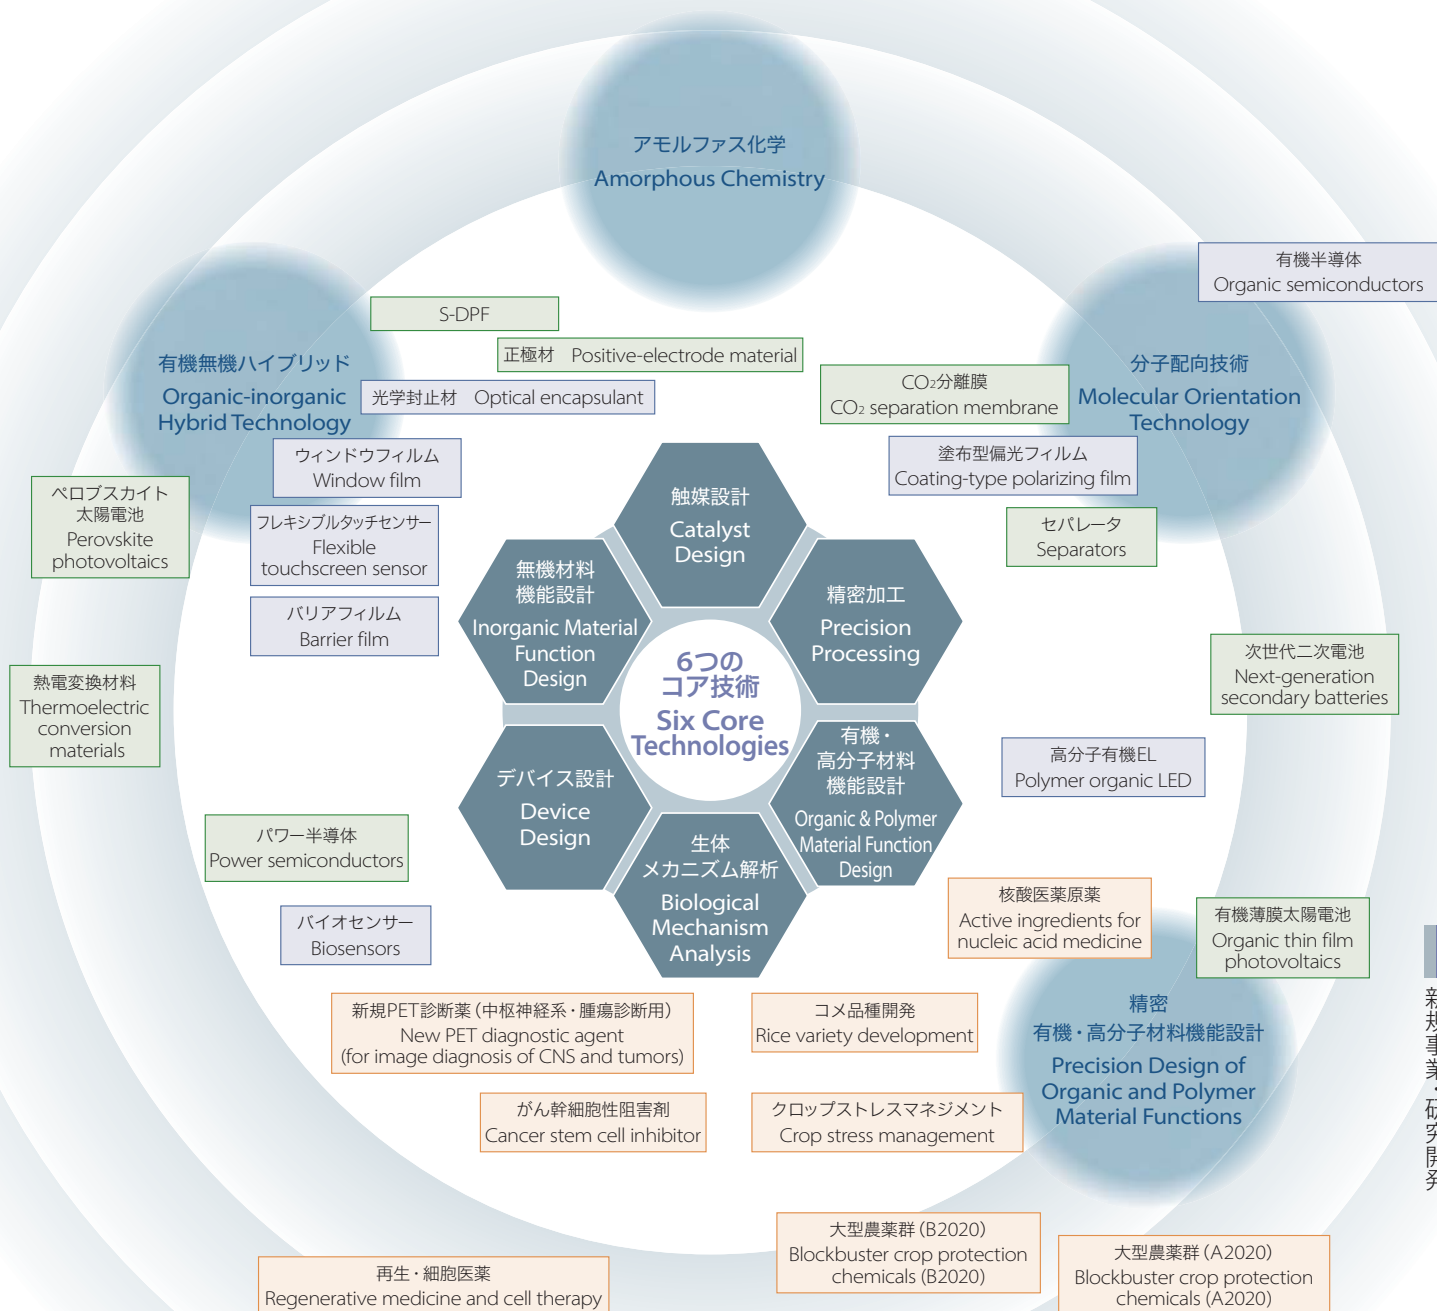 アモルファス化学
Amorphous Chemistry
有機半導体
Organic semiconductors
S-DPF
正極材 Positive-electrode material
有機無機ハイブリッド
Organic-inorganic
Hybrid Technology
光学封止材 Optical encapsulant
CO₂分離膜
CO₂ separation membrane
分子配向技術
Molecular Orientation
Technology
ウィンドウフィルム
Window film
塗布型偏光フィルム
Coating-type polarizing film
ペロブスカイト
太陽電池
Perovskite
photovoltaics
フレキシブルタッチセンサー
Flexible
touchscreen sensor
セパレータ
Separators
バリアフィルム
Barrier film
触媒設計
Catalyst
Design
無機材料
機能設計
Inorganic Material
Function
Design
精密加工
Precision
Processing
6つの
コア技術
Six Core
Technologies
次世代二次電池
Next-generation
secondary batteries
熱電変換材料
Thermoelectric
conversion
materials
デバイス設計
Device
Design
有機・
高分子材料
機能設計
Organic & Polymer
Material Function
Design
高分子有機EL
Polymer organic LED
生体
メカニズム解析
Biological
Mechanism
Analysis
パワー半導体
Power semiconductors
バイオセンサー
Biosensors
核酸医薬原薬
Active ingredients for
nucleic acid medicine
有機薄膜太陽電池
Organic thin film
photovoltaics
新規PET診断薬（中枢神経系・腫瘍診断用）
New PET diagnostic agent
(for image diagnosis of CNS and tumors)
コメ品種開発
Rice variety development
精密
有機・高分子材料機能設計
Precision Design of
Organic and Polymer
Material Functions
新規事業・研究開発
がん幹細胞性阻害剤
Cancer stem cell inhibitor
クロップストレスマネジメント
Crop stress management
大型農薬群（B2020）
Blockbuster crop protection
chemicals (B2020)
大型農薬群（A2020）
Blockbuster crop protection
chemicals (A2020)
再生・細胞医薬
Regenerative medicine and cell therapy